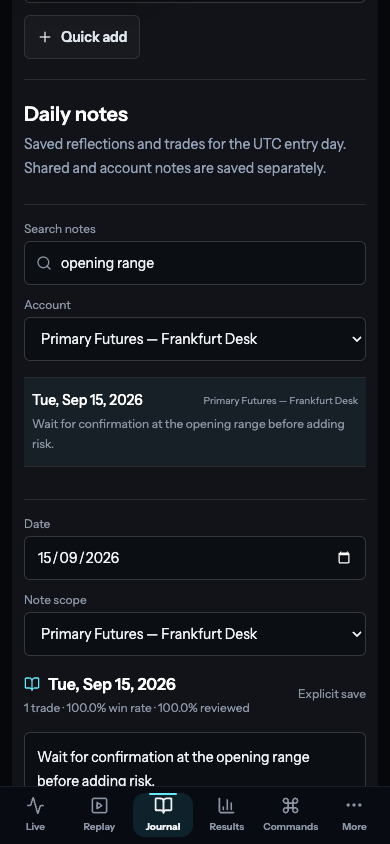 Quick add
Daily notes
Saved reflections and trades for the UTC entry day.
Shared and account notes are saved separately.
Search notes
opening range
Account
Primary Futures — Frankfurt Desk
Tue, Sep 15, 2026 Primary Futures — Frankfurt Desk
Wait for confirmation at the opening range before adding
risk.
Date
15/09/2026
Note scope
Primary Futures — Frankfurt Desk
Tue, Sep 15, 2026
Explicit save
1 trade · 100.0% win rate · 100.0% reviewed
Wait for confirmation at the opening range
before adding risk.
Live Replay Journal Results Commands More